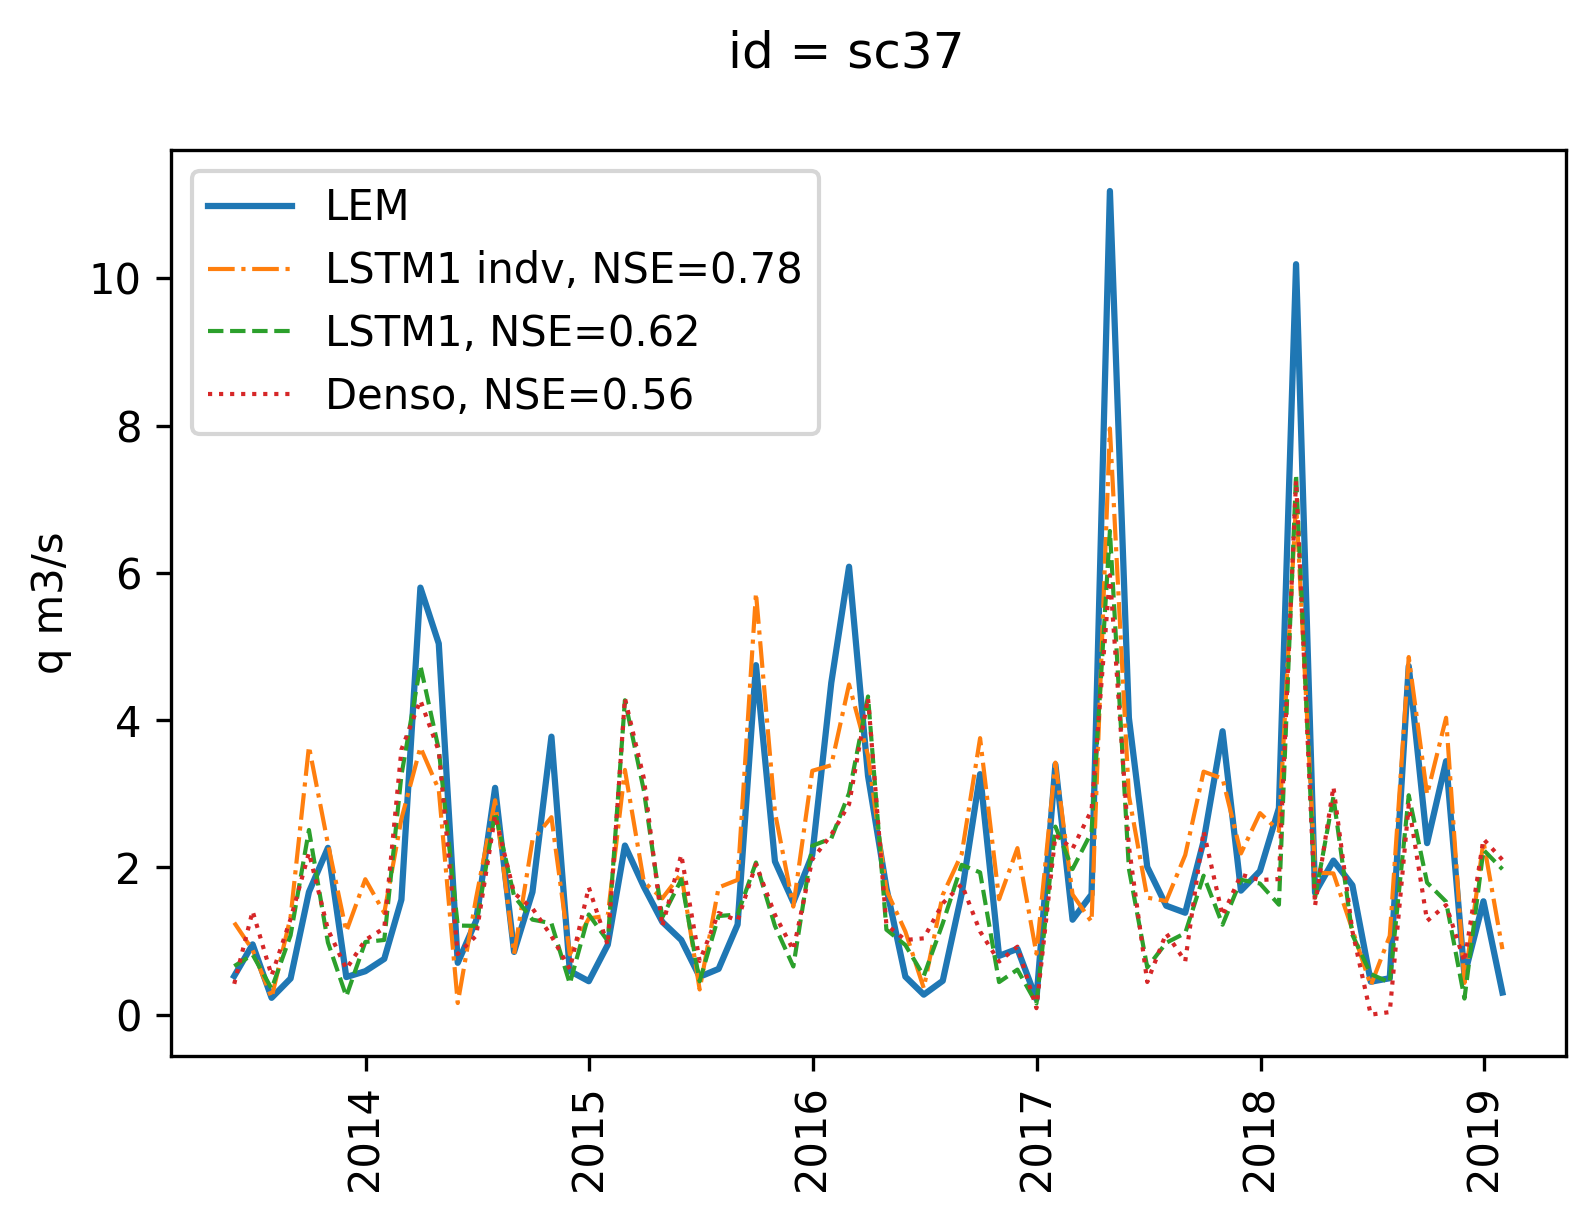 id = sc37
LEM
LSTM1 indv, NSE=0.78
LSTM1, NSE=0.62
Denso, NSE=0.56
q m3/s
10
8
6
4
2
0
2014
2015
2016
2017
2018
2019